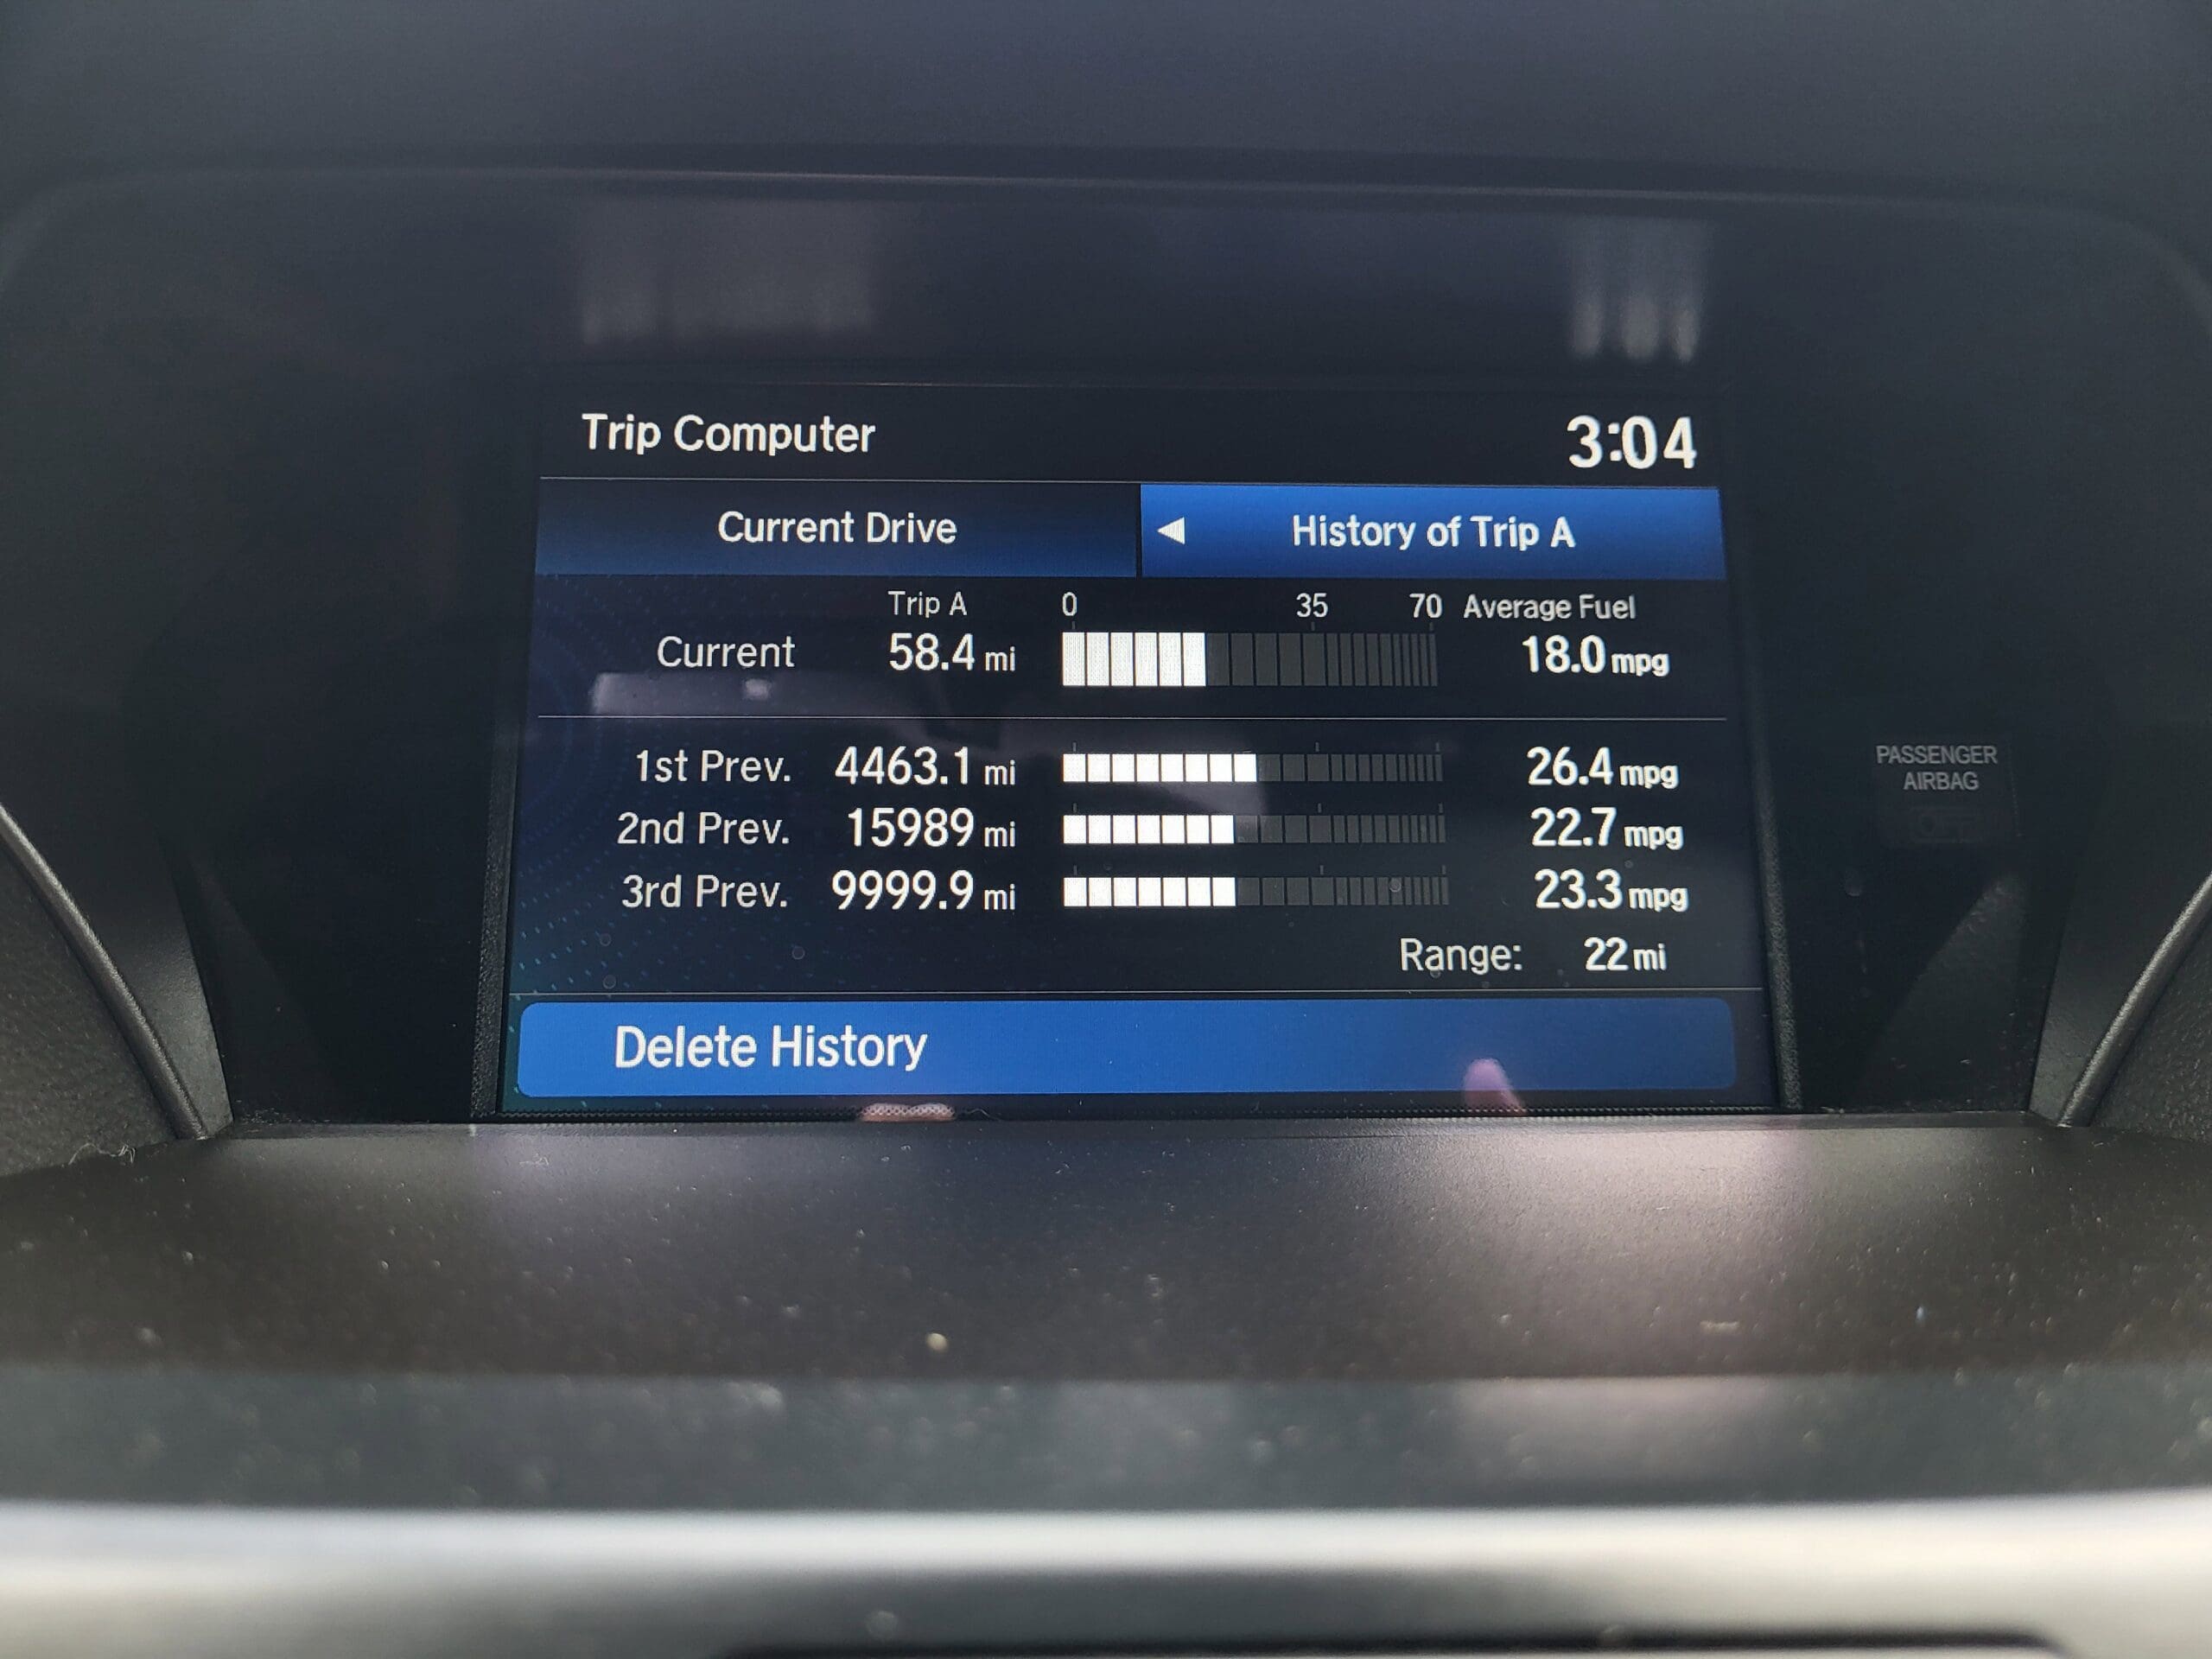 Trip Computer 3:04
Current Drive ◄ History of Trip A
Trip A 0 35 70 Average Fuel
Current 58.4 mi 18.0 mpg
1st Prev. 4463.1 mi 26.4 mpg
2nd Prev. 15989 mi 22.7 mpg
3rd Prev. 9999.9 mi 23.3 mpg
Range: 22 mi
Delete History
PASSENGER
AIRBAG